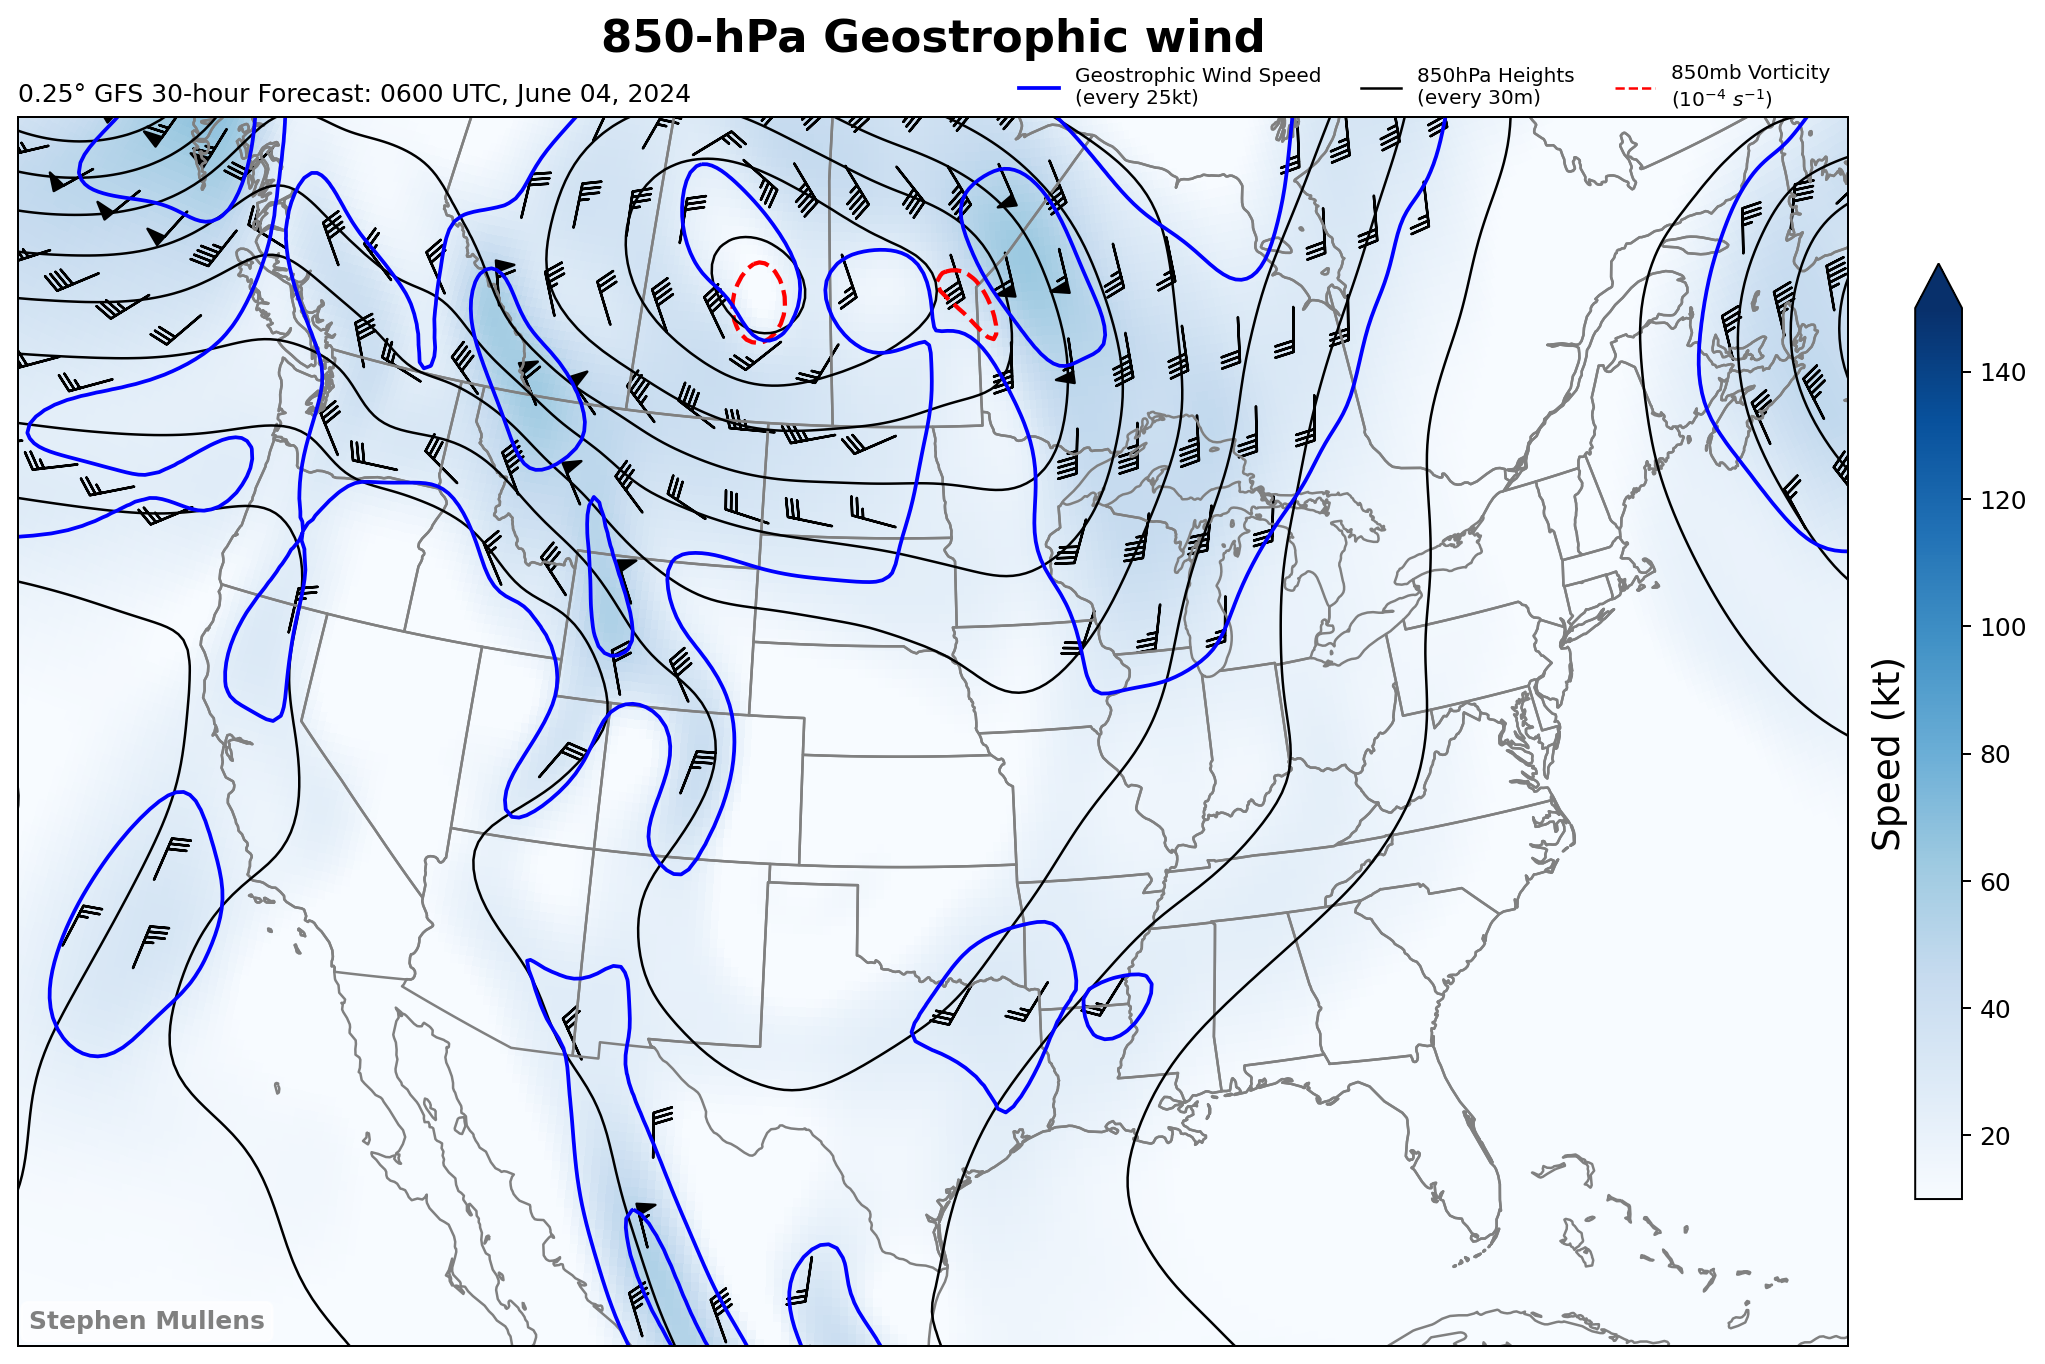 850-hPa Geostrophic wind
0.25° GFS 30-hour Forecast: 0600 UTC, June 04, 2024
Geostrophic Wind Speed
(every 25kt)
850hPa Heights
(every 30m)
850mb Vorticity
(10⁻⁴ s⁻¹)
140
120
100
80
60
40
20
Speed (kt)
Stephen Mullens